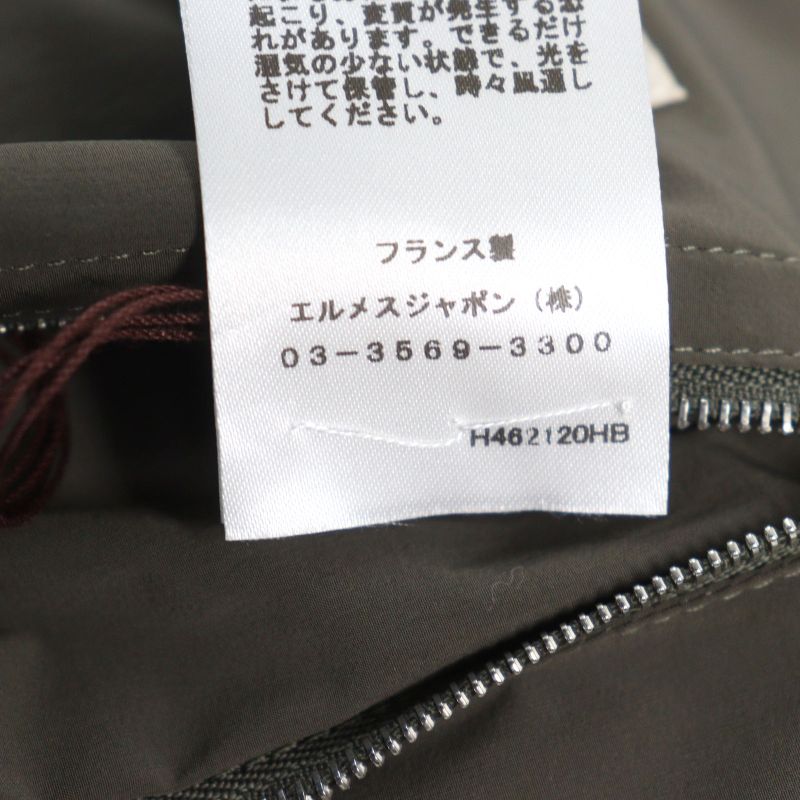 こり、変質が発生する
れがあります。できるだけ
湿気の少ない状態で、光を
さけて保管し、時々風通し
してください。
フランス製
エルメスジャポン（株）
03-3569-3300
H462120HB